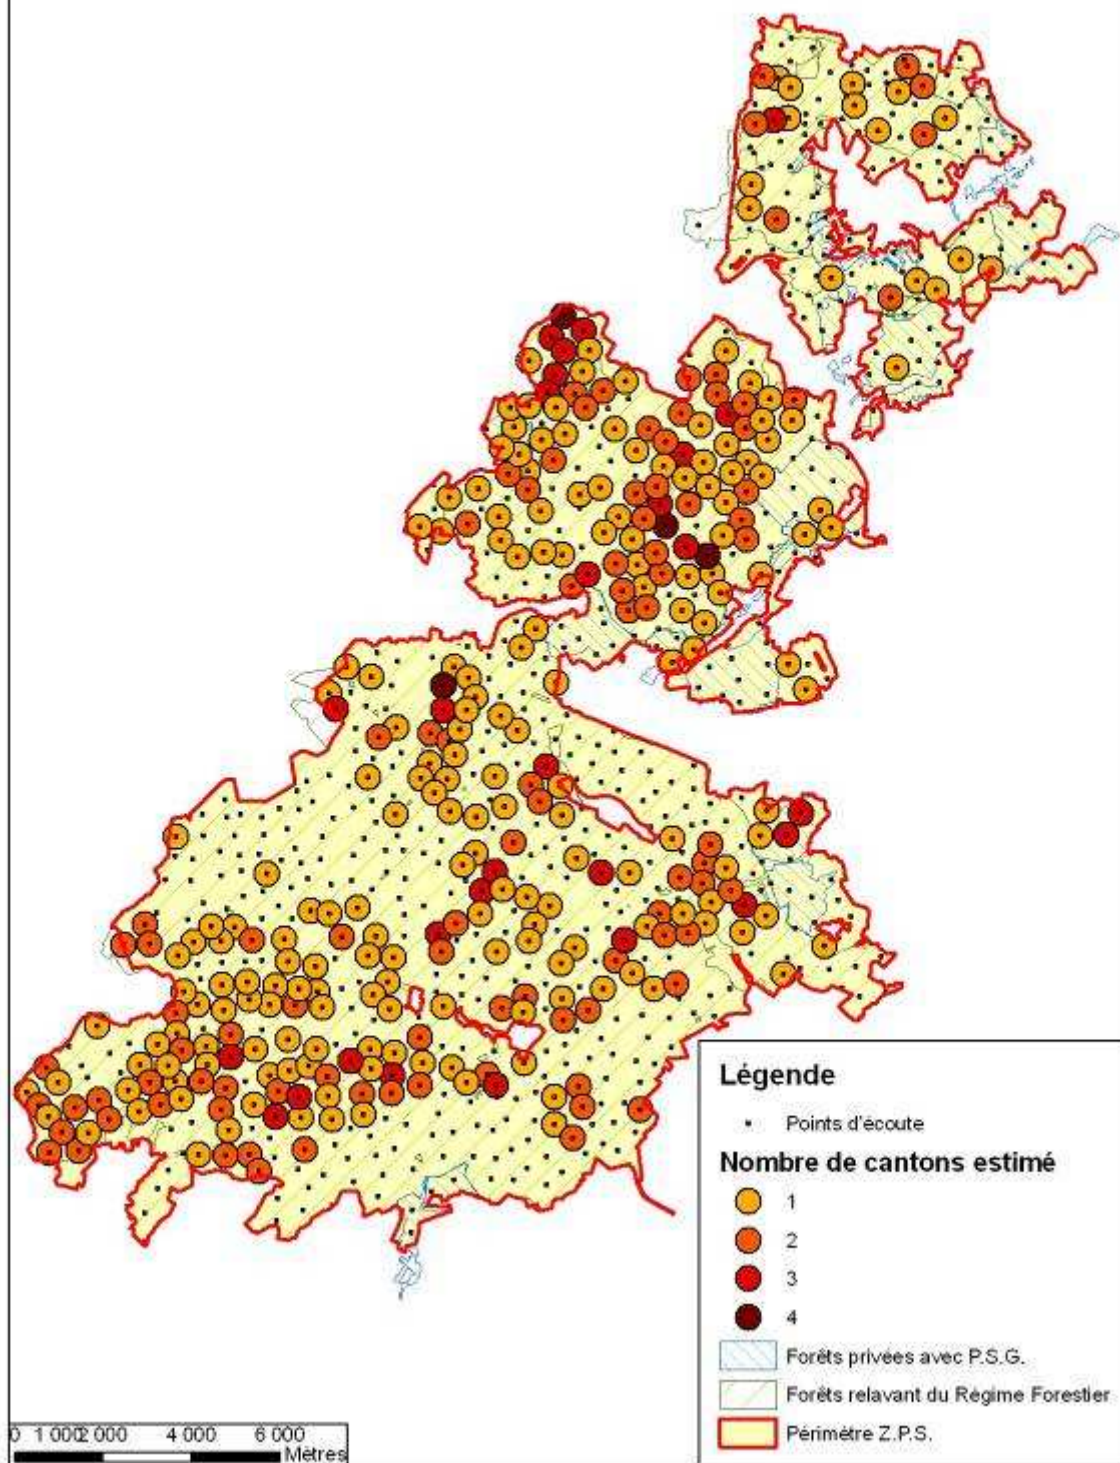 Légende
Points d'écoute
Nombre de cantons estimé
1
2
3
4
Forêts privées avec P.S.G.
Forêts relavant du Régime Forestier
Périmètre Z.P.S.
0 1 000 2 000 4 000 6 000
Mètres